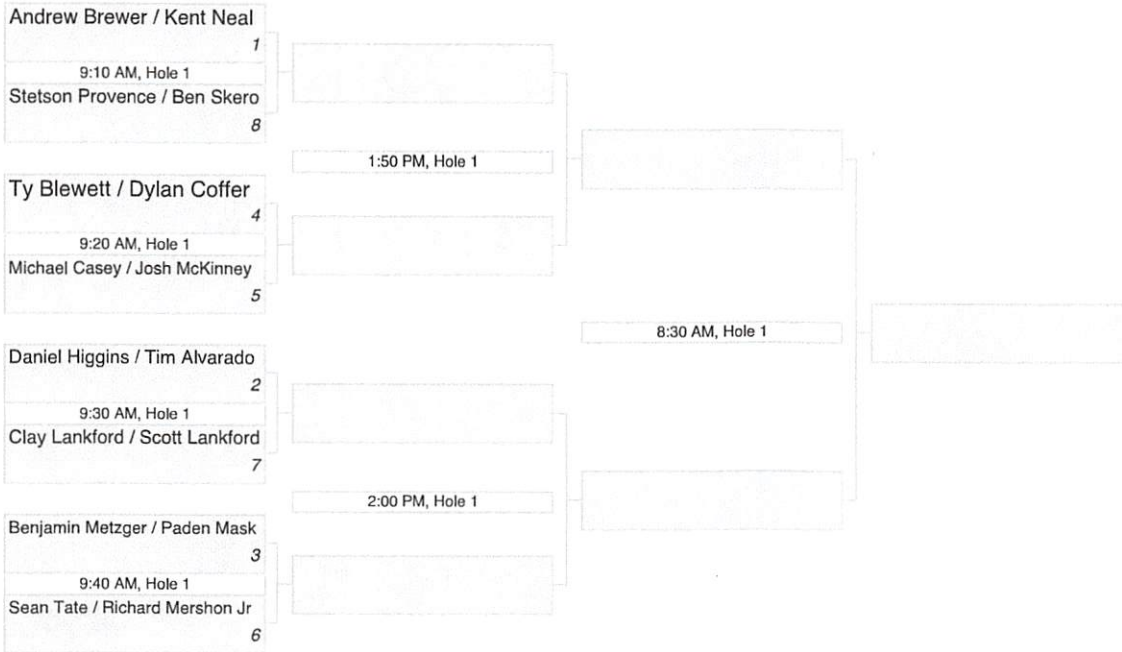 Andrew Brewer / Kent Neal
1
9:10 AM, Hole 1
Stetson Provence / Ben Skero
8
1:50 PM, Hole 1
Ty Blewett / Dylan Coffer
4
9:20 AM, Hole 1
Michael Casey / Josh McKinney
5
8:30 AM, Hole 1
Daniel Higgins / Tim Alvarado
2
9:30 AM, Hole 1
Clay Lankford / Scott Lankford
7
2:00 PM, Hole 1
Benjamin Metzger / Paden Mask
3
9:40 AM, Hole 1
Sean Tate / Richard Mershon Jr
6